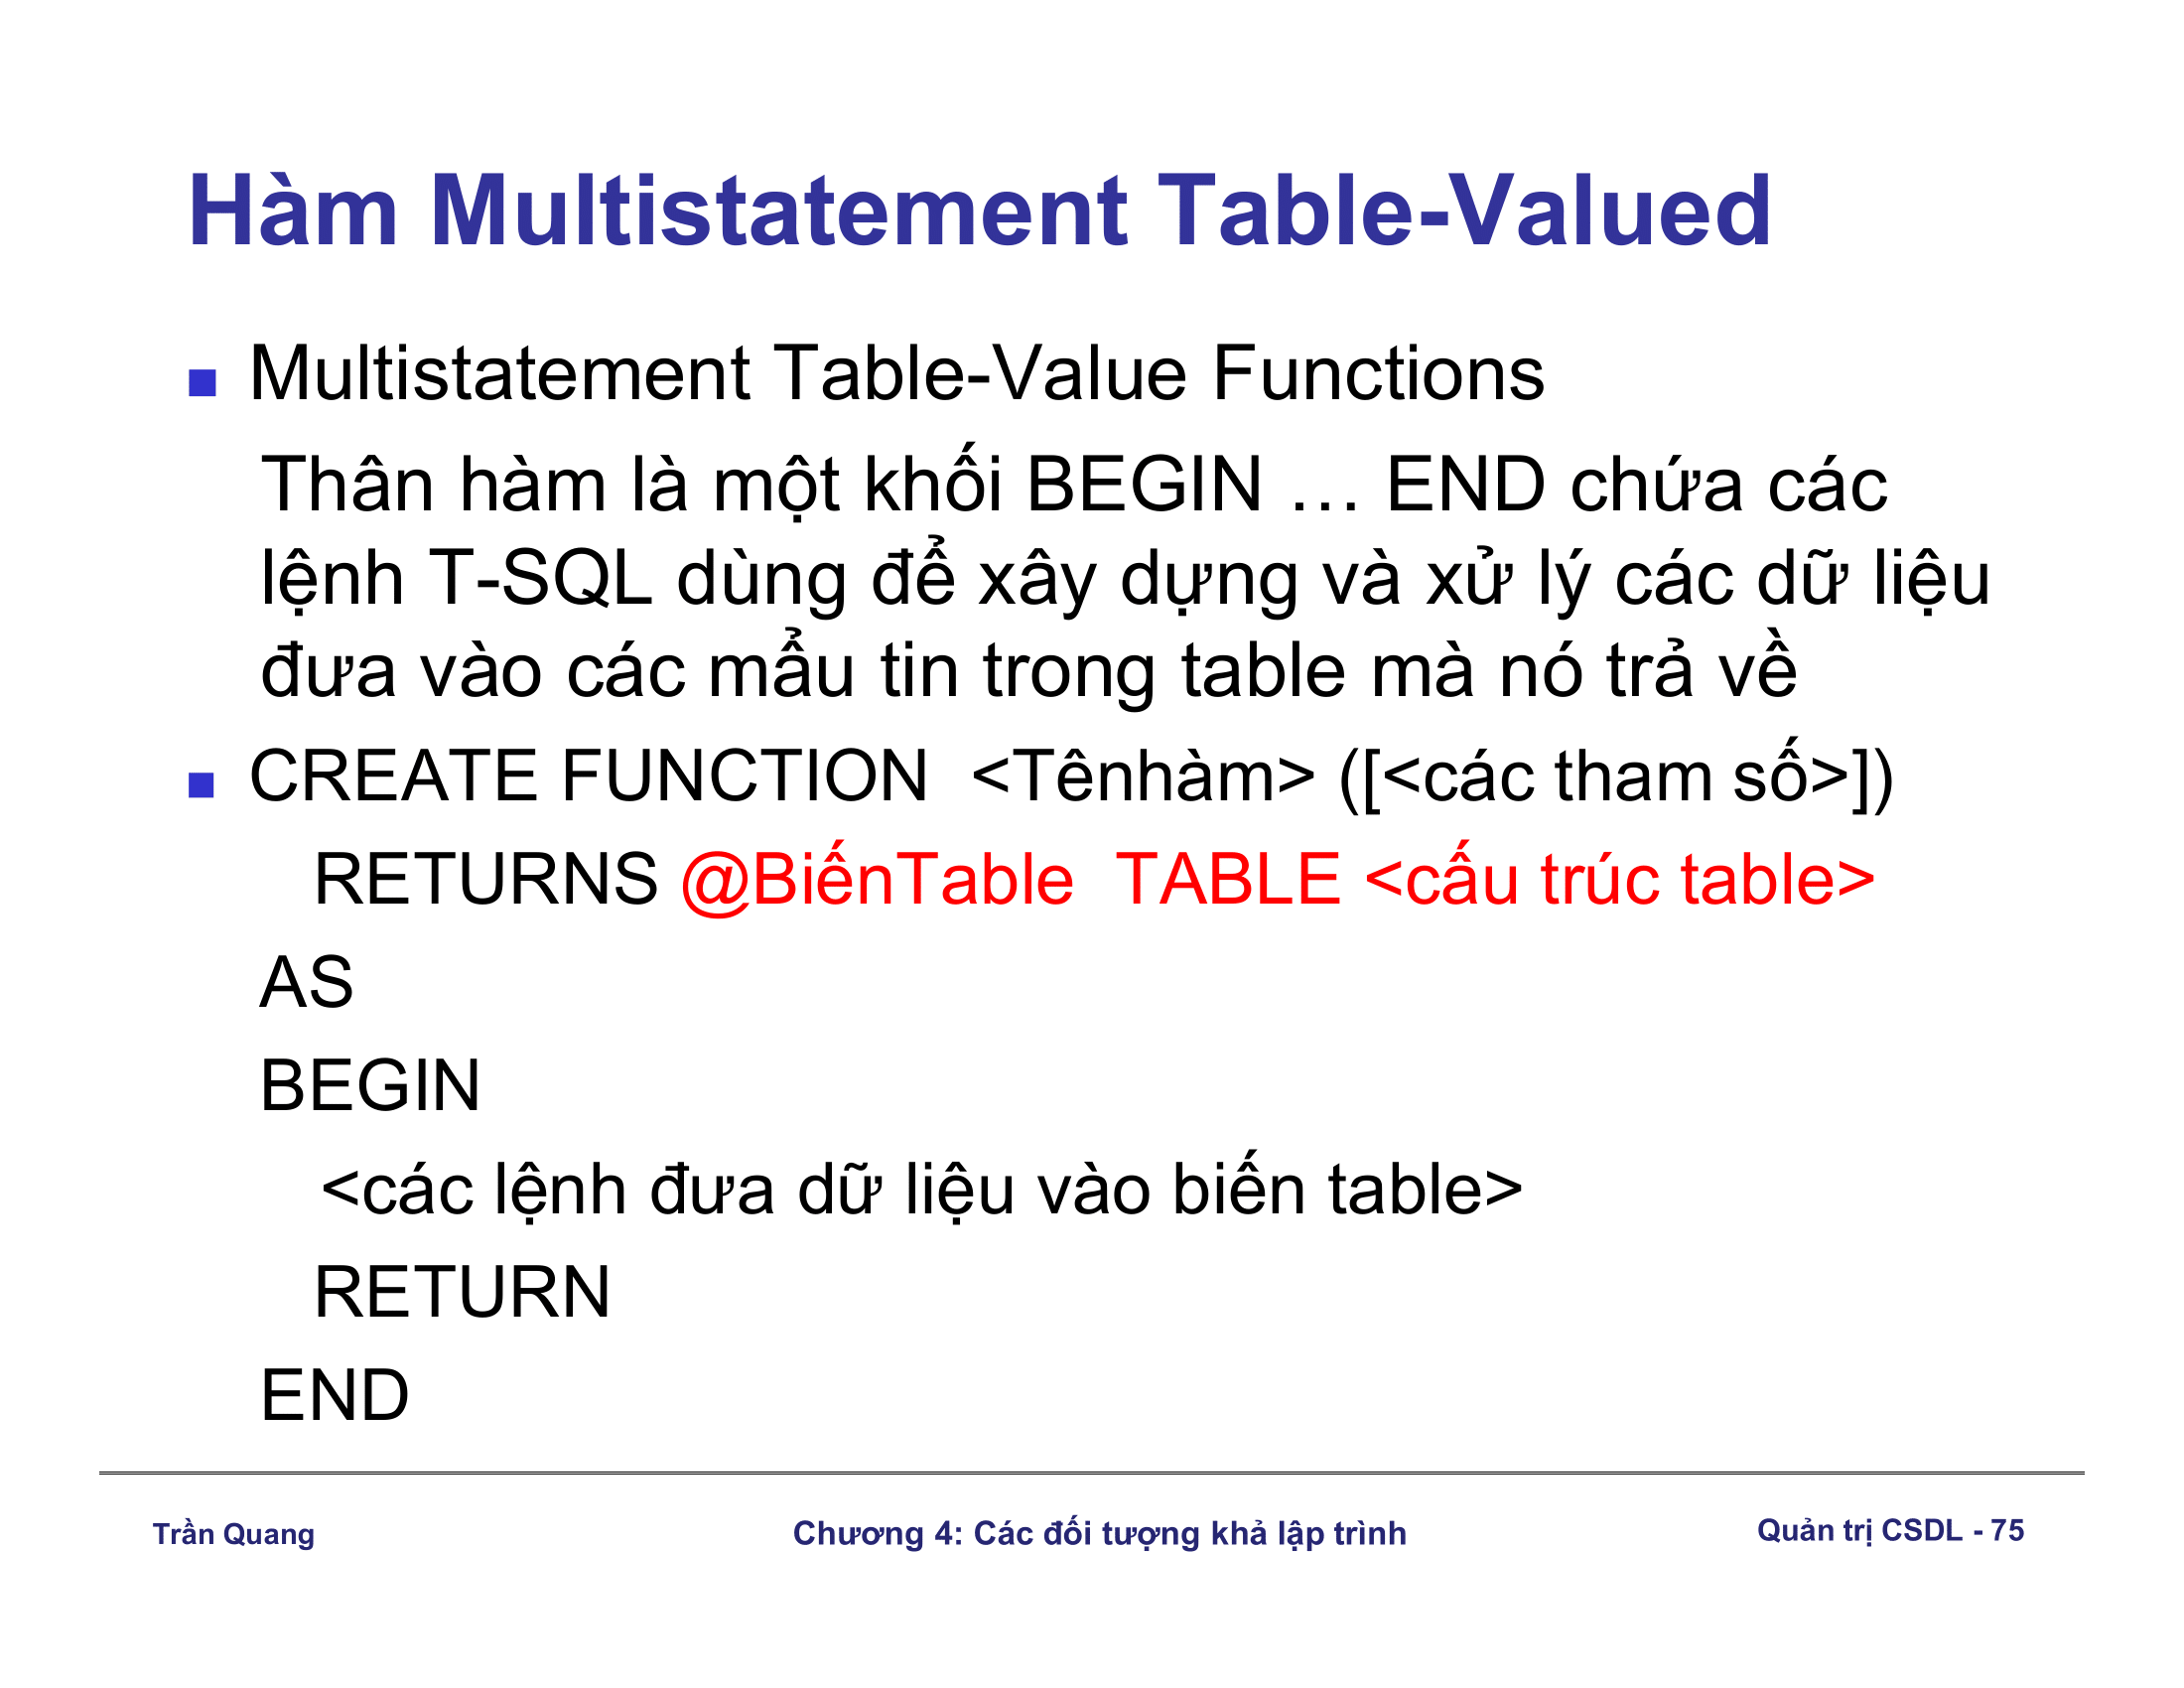 Hàm Multistatement Table-Valued
Multistatement Table-Value Functions
Thân hàm là một khối BEGIN … END chứa các
lệnh T-SQL dùng để xây dựng và xử lý các dữ liệu
đưa vào các mẩu tin trong table mà nó trả về
CREATE FUNCTION <Tênhàm> ([<các tham số>])
RETURNS @BiếnTable TABLE <cấu trúc table>
AS
BEGIN
<các lệnh đưa dữ liệu vào biến table>
RETURN
END
Trần Quang
Chương 4: Các đối tượng khả lập trình
Quản trị CSDL - 75